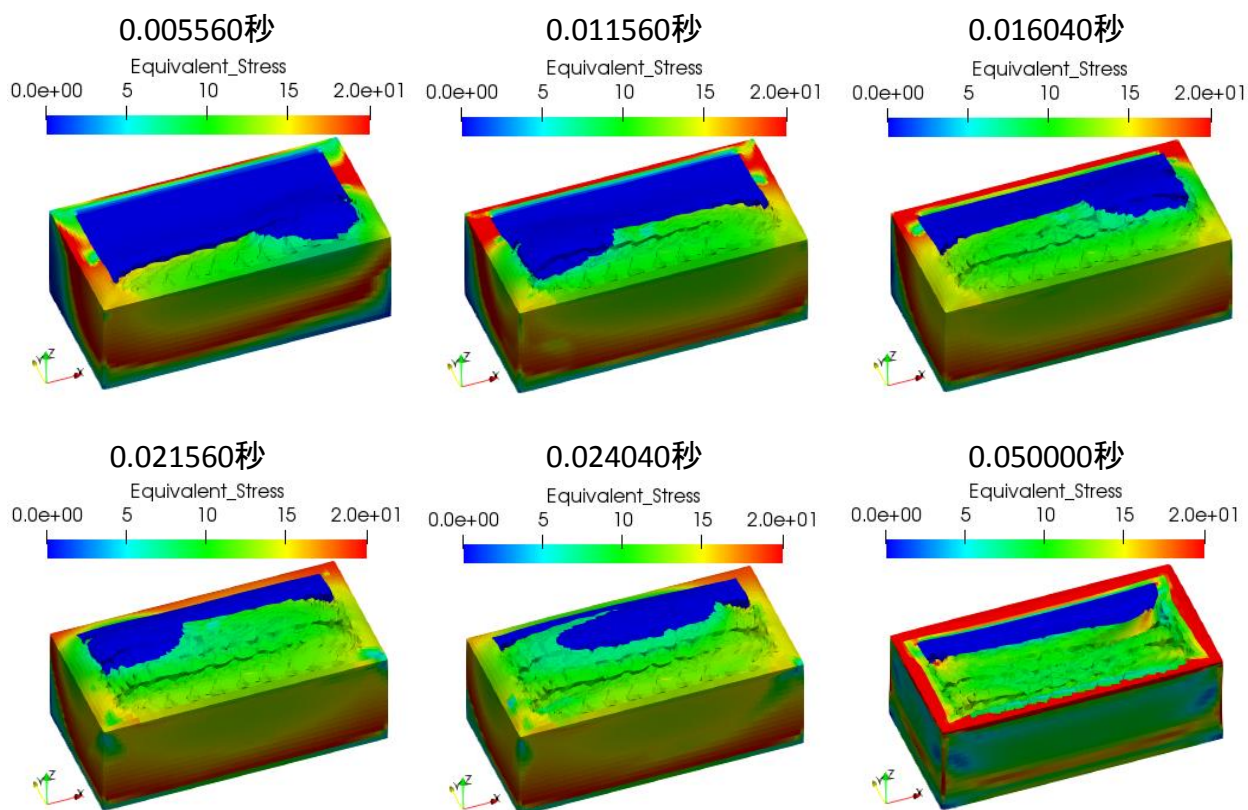 0.005560秒
Equivalent_Stress
0.0e+00 5 10 15 2.0e+01
Y Z X
0.011560秒
Equivalent_Stress
0.0e+00 5 10 15 2.0e+01
Y Z X
0.016040秒
Equivalent_Stress
0.0e+00 5 10 15 2.0e+01
Y Z X
0.021560秒
Equivalent_Stress
0.0e+00 5 10 15 2.0e+01
Y Z X
0.024040秒
Equivalent_Stress
0.0e+00 5 10 15 2.0e+01
Y Z X
0.050000秒
Equivalent_Stress
0.0e+00 5 10 15 2.0e+01
Y Z X